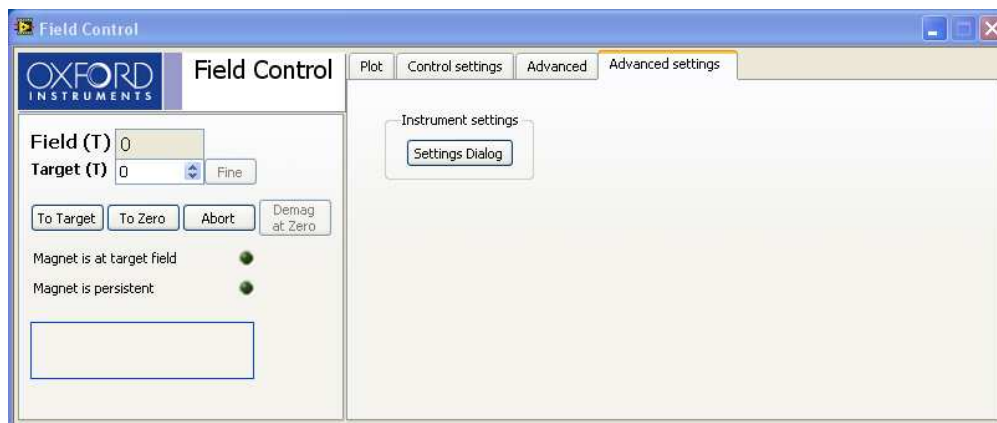 Field Control
OXFORD
INSTRUMENTS
Field Control
Plot
Control settings
Advanced
Advanced settings
Field (T) 0
Target (T) 0
Fine
To Target
To Zero
Abort
Demag
at Zero
Magnet is at target field
Magnet is persistent
Instrument settings
Settings Dialog